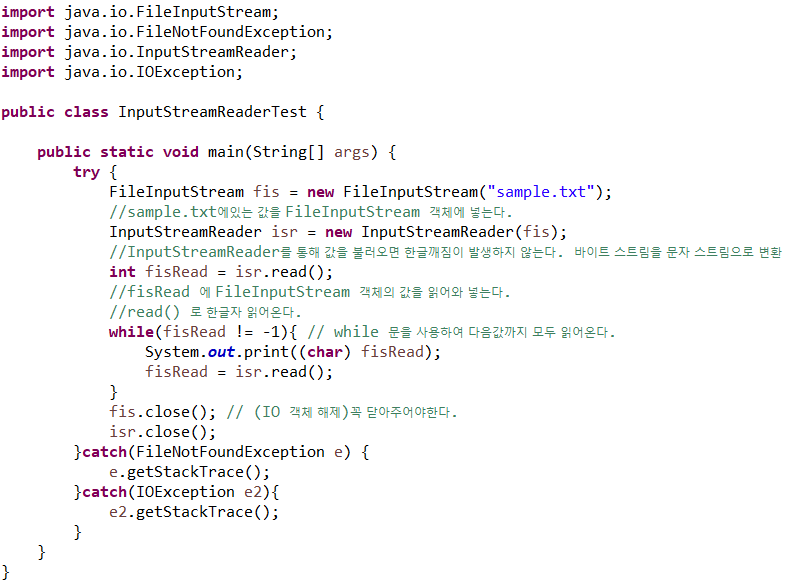 import java.io.FileInputStream;
import java.io.FileNotFoundException;
import java.io.InputStreamReader;
import java.io.IOException;

public class InputStreamReaderTest {

    public static void main(String[] args) {
        try {
            FileInputStream fis = new FileInputStream("sample.txt");
            //sample.txt에있는 값을 FileInputStream 객체에 넣는다.
            InputStreamReader isr = new InputStreamReader(fis);
            //InputStreamReader를 통해 값을 불러오면 한글깨짐이 발생하지 않는다. 바이트 스트림을 문자 스트림으로 변환
            int fisRead = isr.read();
            //fisRead 에 FileInputStream 객체의 값을 읽어와 넣는다.
            //read() 로 한글자 읽어온다.
            while(fisRead != -1){ // while 문을 사용하여 다음값까지 모두 읽어온다.
                System.out.print((char) fisRead);
                fisRead = isr.read();
            }
            fis.close(); // (IO 객체 해제)꼭 닫아주어야한다.
            isr.close();
        }catch(FileNotFoundException e) {
            e.getStackTrace();
        }catch(IOException e2){
            e2.getStackTrace();
        }
    }
}